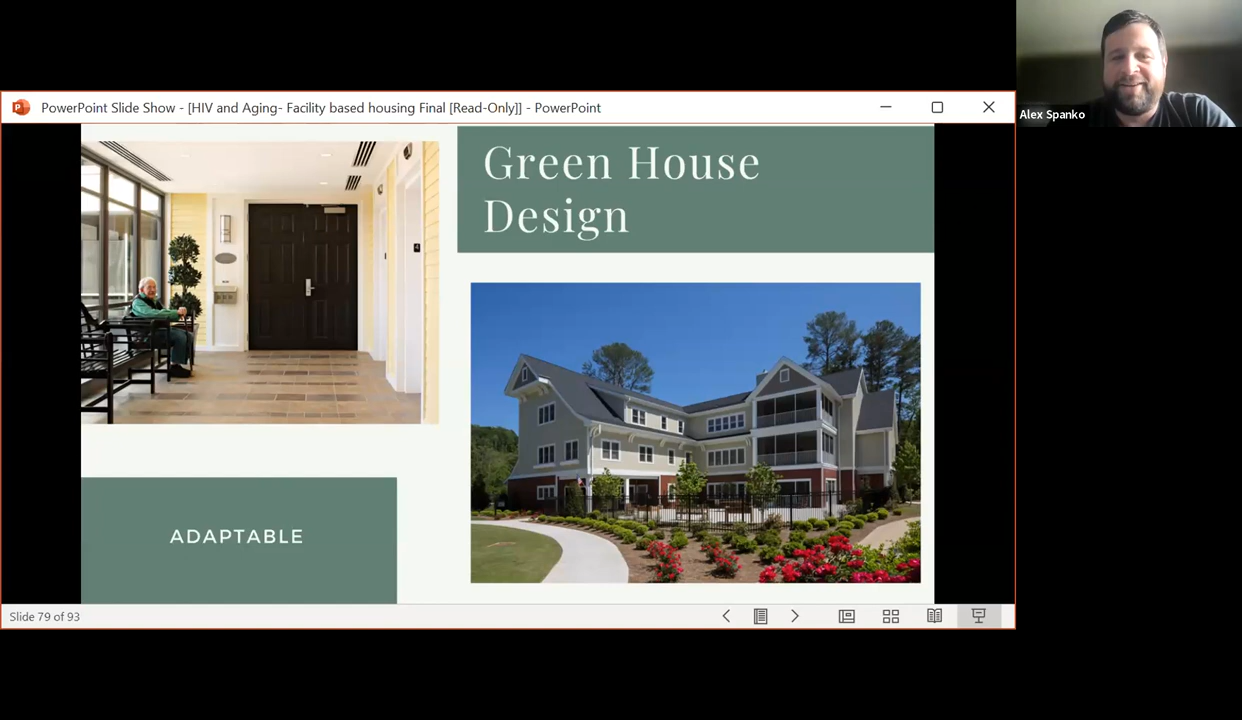 PowerPoint Slide Show - [HIV and Aging- Facility based housing Final [Read-Only]] - PowerPoint
Alex Spanko
Green House
Design
ADAPTABLE
Slide 79 of 93